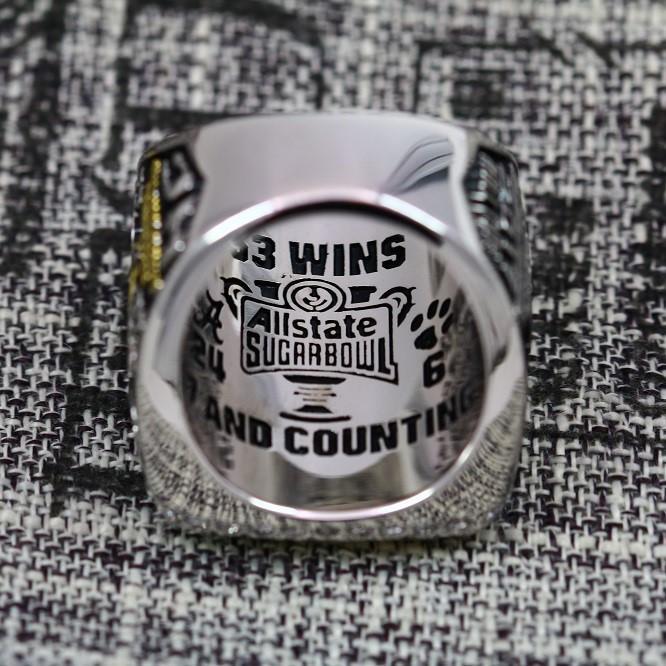 WINS
Allstate
SUGARBOWL
A
24 6
AND COUNTING